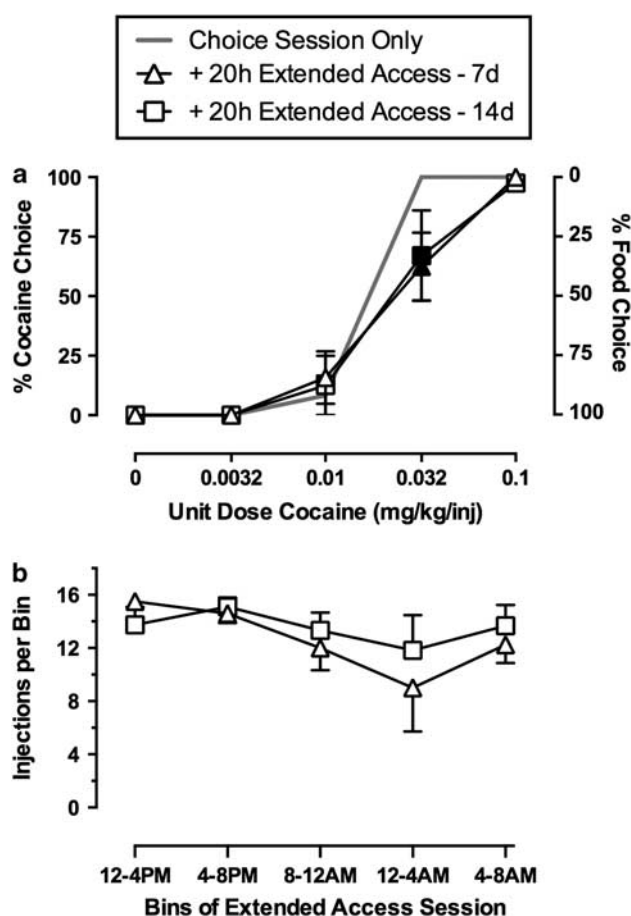 Choice Session Only
+ 20h Extended Access - 7d
+ 20h Extended Access - 14d
a
% Cocaine Choice
100
75
50
25
0
% Food Choice
0
25
50
75
100
0 0.0032 0.01 0.032 0.1
Unit Dose Cocaine (mg/kg/inj)
b
Injections per Bin
16
12
8
4
0
12-4PM 4-8PM 8-12AM 12-4AM 4-8AM
Bins of Extended Access Session